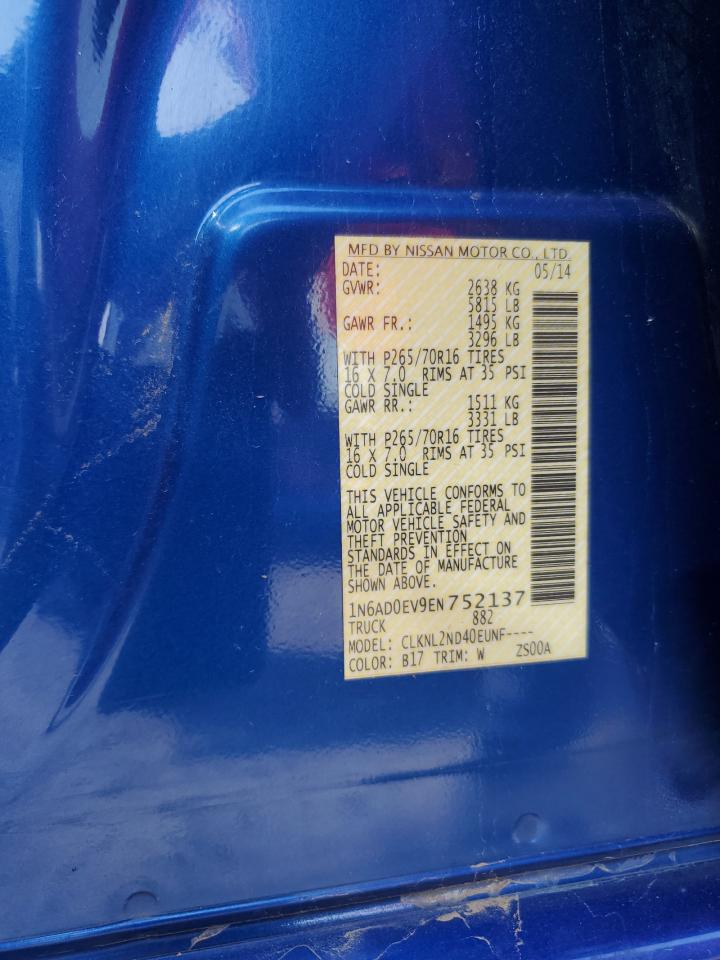 MFD BY NISSAN MOTOR CO., LTD.
DATE: 05/14
GVWR: 2638 KG
5815 LB
GAWR FR.: 1495 KG
3296 LB
WITH P265/70R16 TIRES
16 X 7.0 RIMS AT 35 PSI
COLD SINGLE
GAWR RR.: 1511 KG
3331 LB
WITH P265/70R16 TIRES
16 X 7.0 RIMS AT 35 PSI
COLD SINGLE
THIS VEHICLE CONFORMS TO
ALL APPLICABLE FEDERAL
MOTOR VEHICLE SAFETY AND
THEFT PREVENTION
STANDARDS IN EFFECT ON
THE DATE OF MANUFACTURE
SHOWN ABOVE.
1N6AD0EV9EN752137
TRUCK 882
MODEL: CLKNL2ND40EUNF----
COLOR: B17 TRIM: W ZS00A